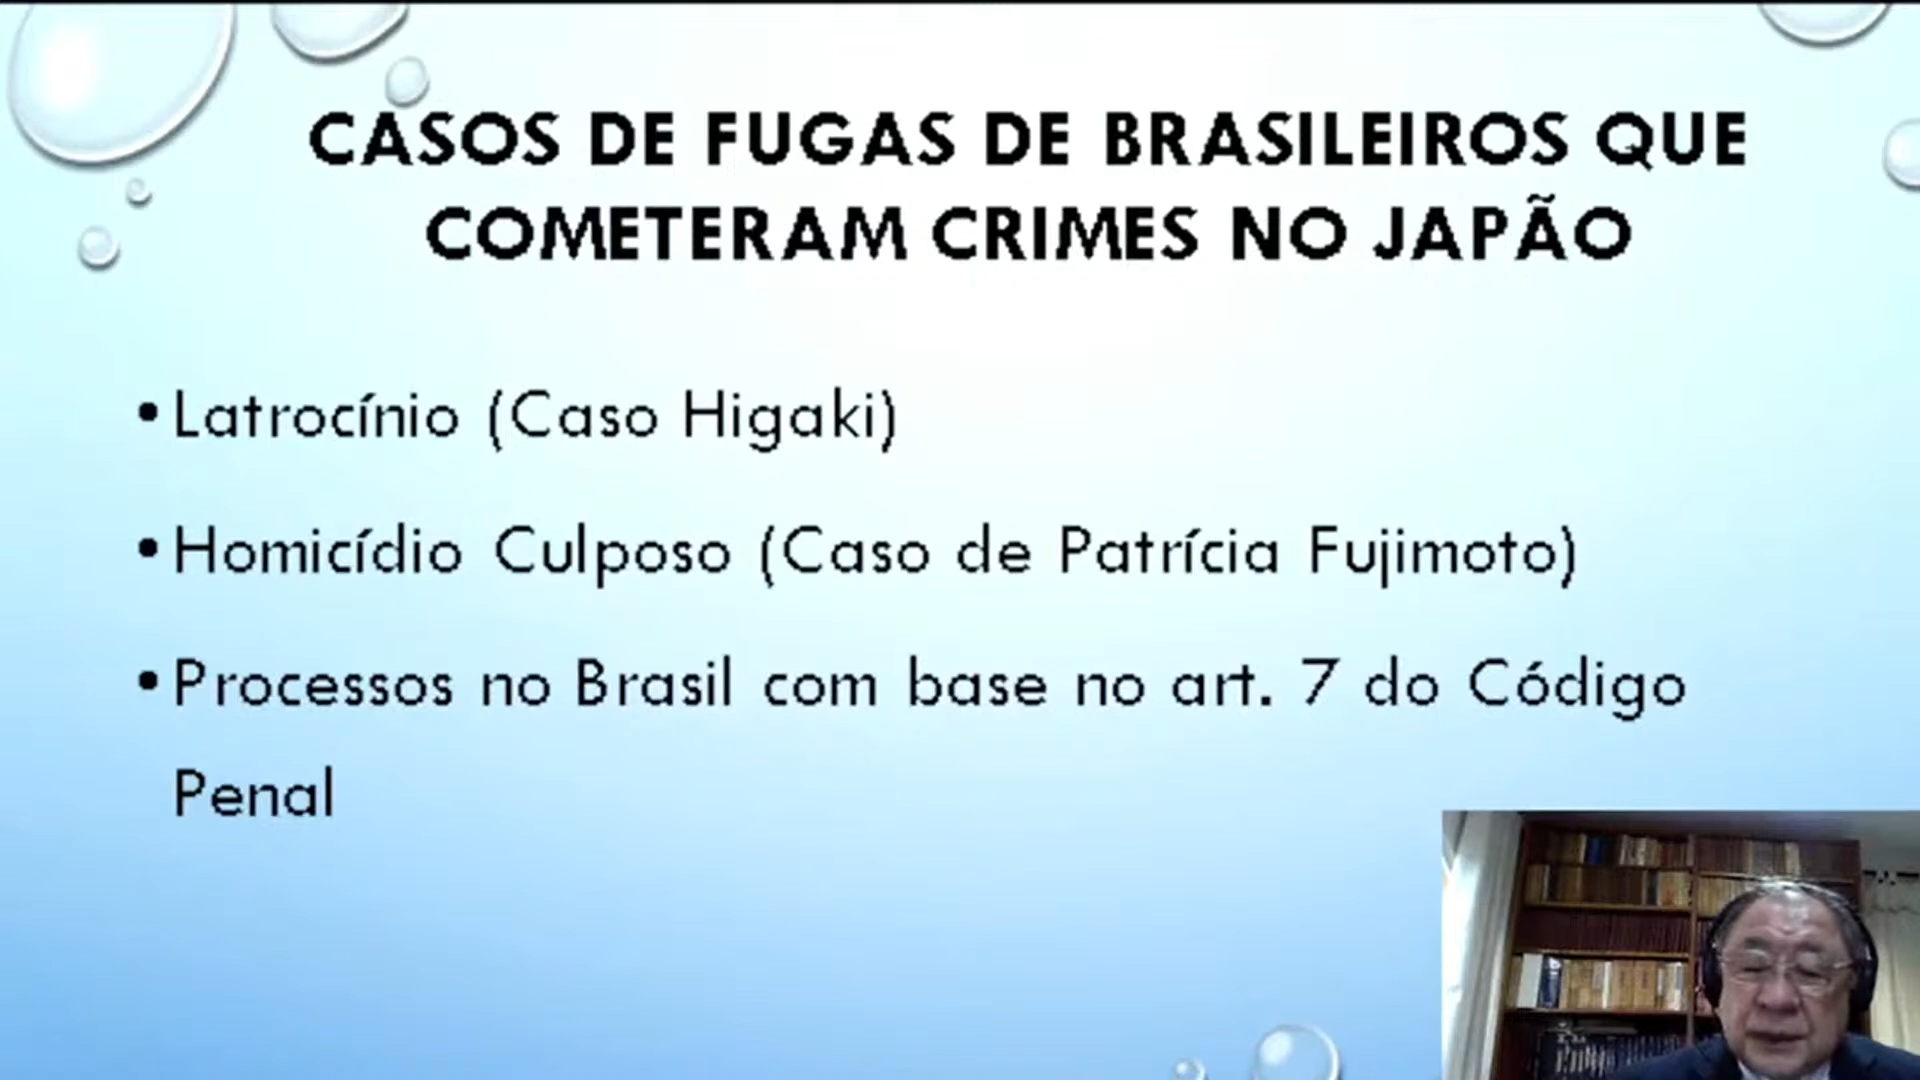 CASOS DE FUGAS DE BRASILEIROS QUE
COMETERAM CRIMES NO JAPÃO
• Latrocínio (Caso Higaki)
• Homicídio Culposo (Caso de Patrícia Fujimoto)
• Processos no Brasil com base no art. 7 do Código
Penal